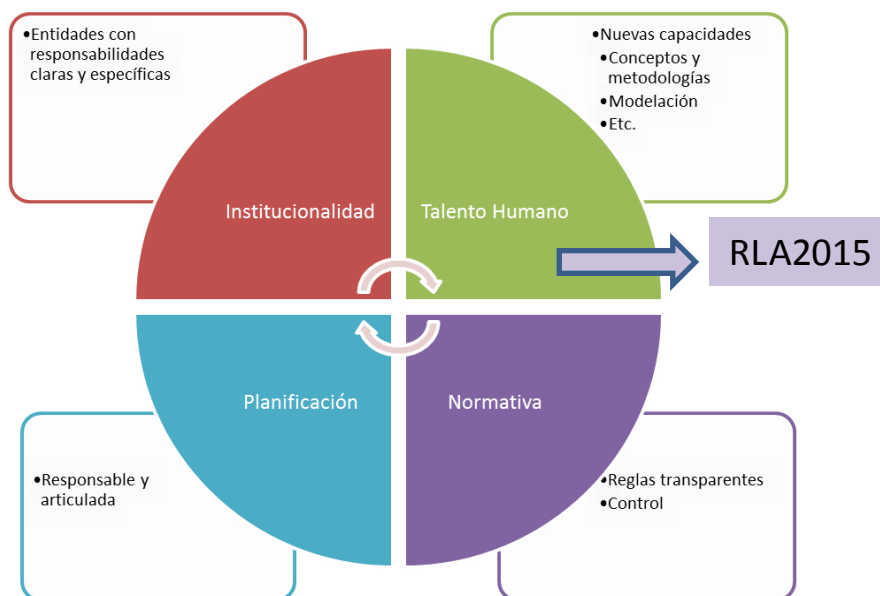 •Entidades con
responsabilidades
claras y específicas
•Nuevas capacidades
•Conceptos y
metodologías
•Modelación
•Etc.
Institucionalidad
Talento Humano
RLA2015
Planificación
Normativa
•Responsable y
articulada
•Reglas transparentes
•Control